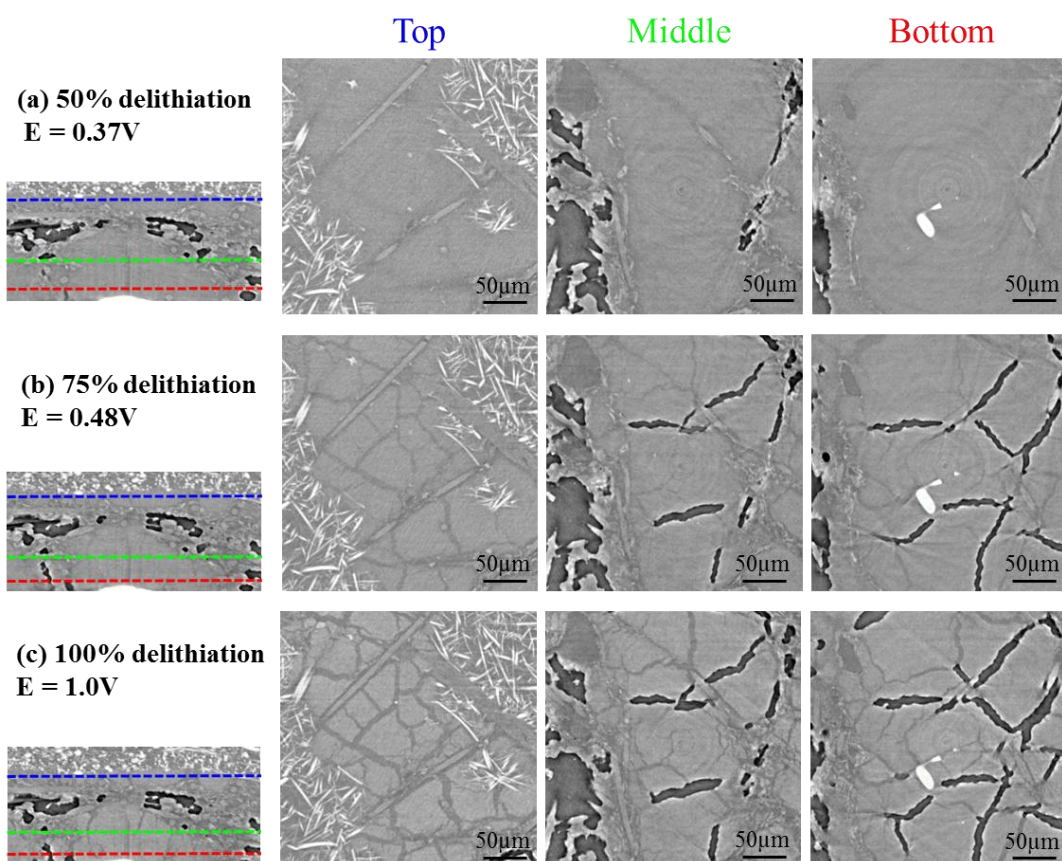 Top Middle Bottom
(a) 50% delithiation
E = 0.37V
50µm 50µm 50µm
(b) 75% delithiation
E = 0.48V
50µm 50µm 50µm
(c) 100% delithiation
E = 1.0V
50µm 50µm 50µm